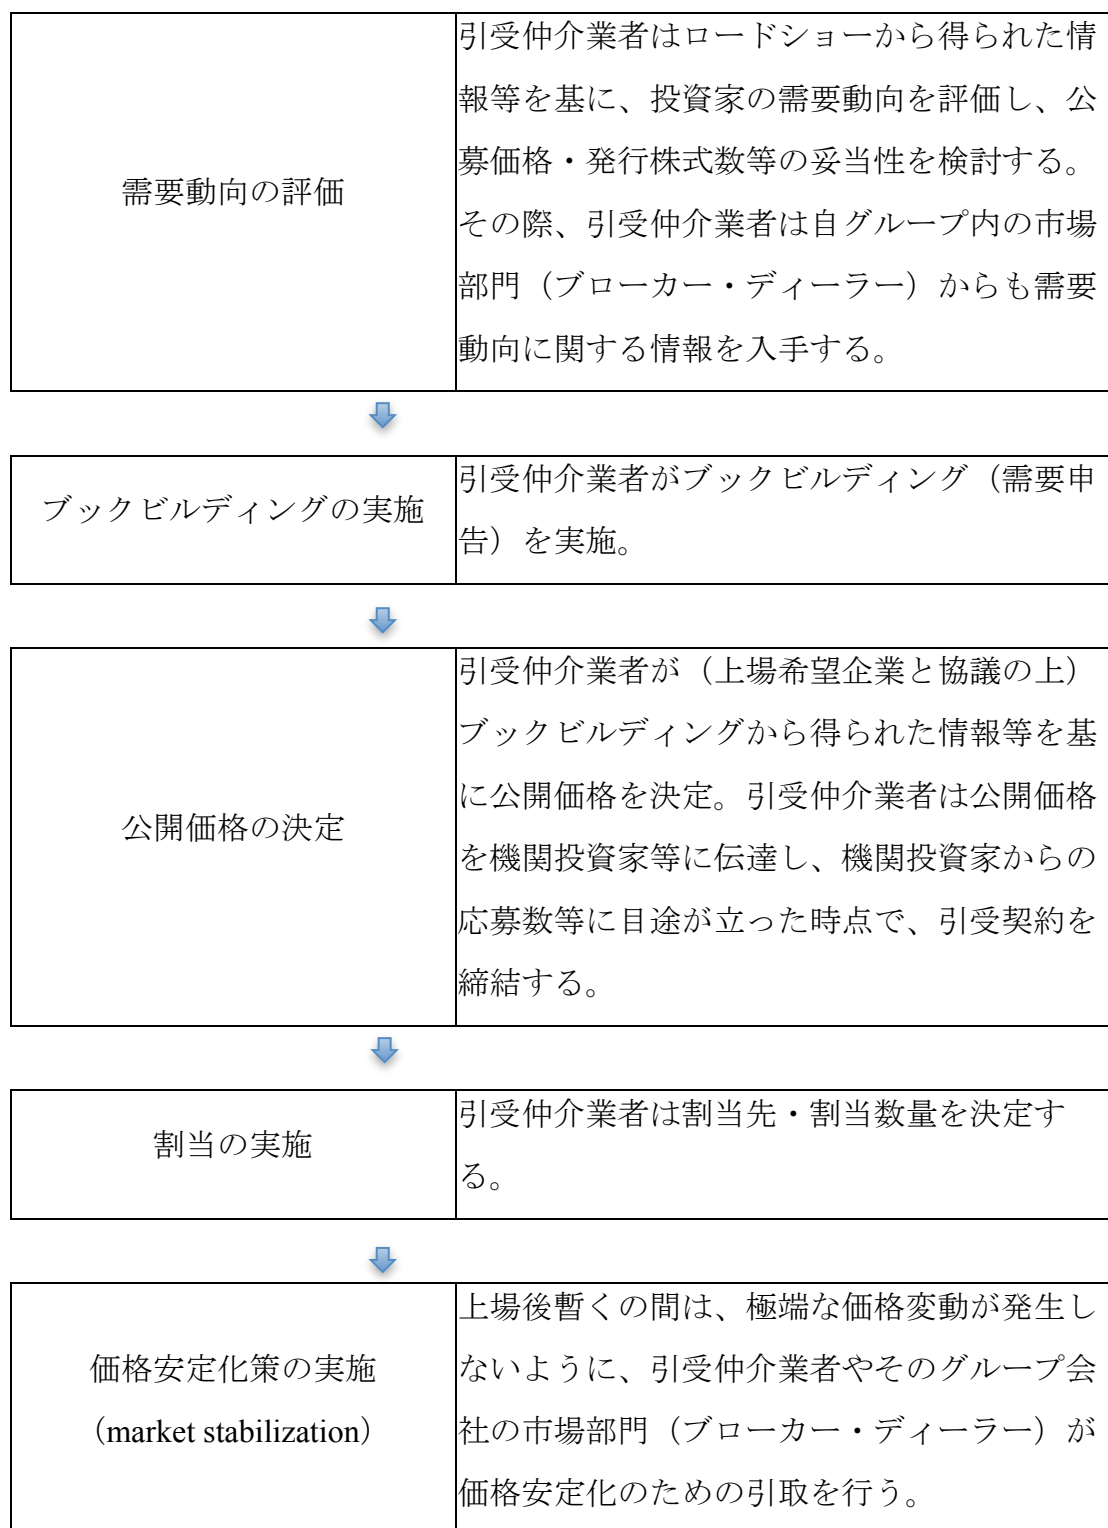 需要動向の評価
引受仲介業者はロードショーから得られた情
報等を基に、投資家の需要動向を評価し、公
募価格・発行株式数等の妥当性を検討する。
その際、引受仲介業者は自グループ内の市場
部門（ブローカー・ディーラー）からも需要
動向に関する情報を入手する。
ブックビルディングの実施
引受仲介業者がブックビルディング（需要申
告）を実施。
公開価格の決定
引受仲介業者が（上場希望企業と協議の上）
ブックビルディングから得られた情報等を基
に公開価格を決定。引受仲介業者は公開価格
を機関投資家等に伝達し、機関投資家からの
応募数等に目途が立った時点で、引受契約を
締結する。
割当の実施
引受仲介業者は割当先・割当数量を決定す
る。
価格安定化策の実施
（market stabilization）
上場後暫くの間は、極端な価格変動が発生し
ないように、引受仲介業者やそのグループ会
社の市場部門（ブローカー・ディーラー）が
価格安定化のための引取を行う。